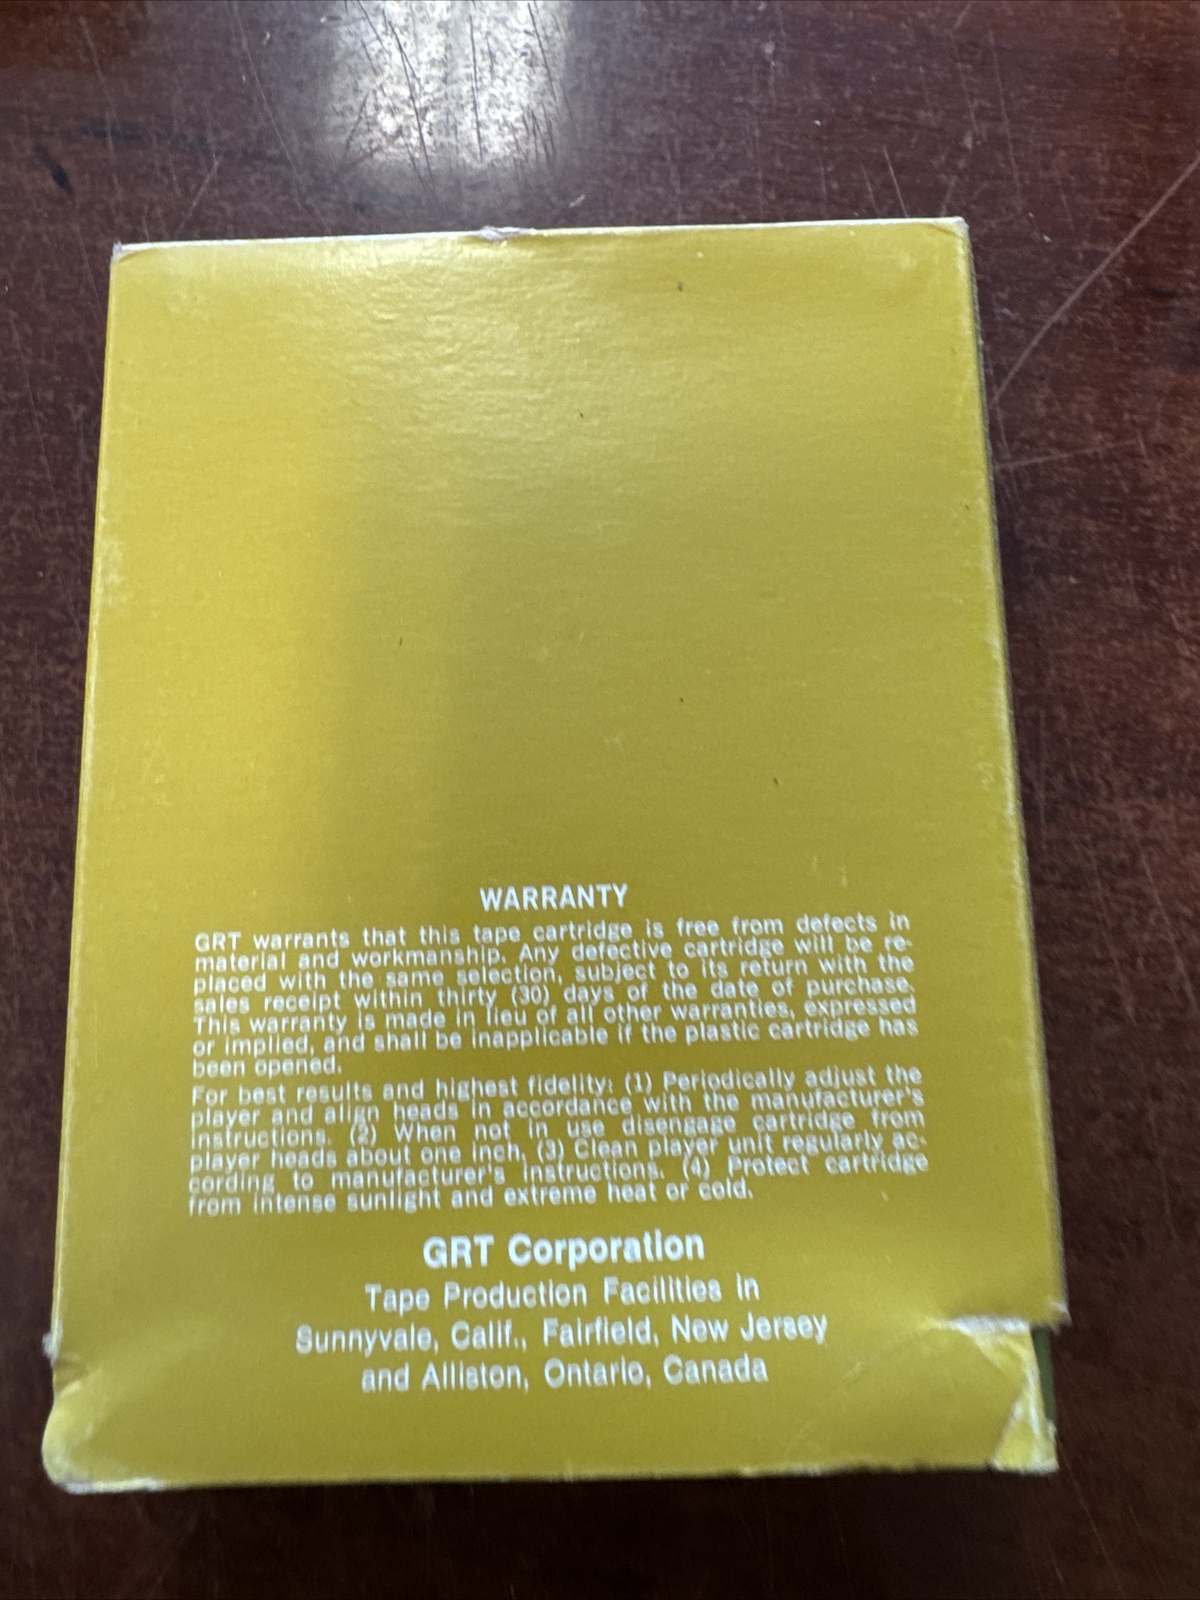 WARRANTY
GRT warrants that this tape cartridge is free from defects in
material and workmanship. Any defective cartridge will be re-
placed with the same selection, subject to its return with the
sales receipt within thirty (30) days of the date of purchase.
This warranty is made in lieu of all other warranties, expressed
or implied, and shall be inapplicable if the plastic cartridge has
been opened.
For best results and highest fidelity: (1) Periodically adjust the
player and align heads in accordance with the manufacturer's
instructions. (2) When not in use disengage cartridge from
player heads about one inch. (3) Clean player unit regularly ac-
cording to manufacturer's instructions. (4) Protect cartridge
from intense sunlight and extreme heat or cold.
GRT Corporation
Tape Production Facilities in
Sunnyvale, Calif., Fairfield, New Jersey
and Alliston, Ontario, Canada